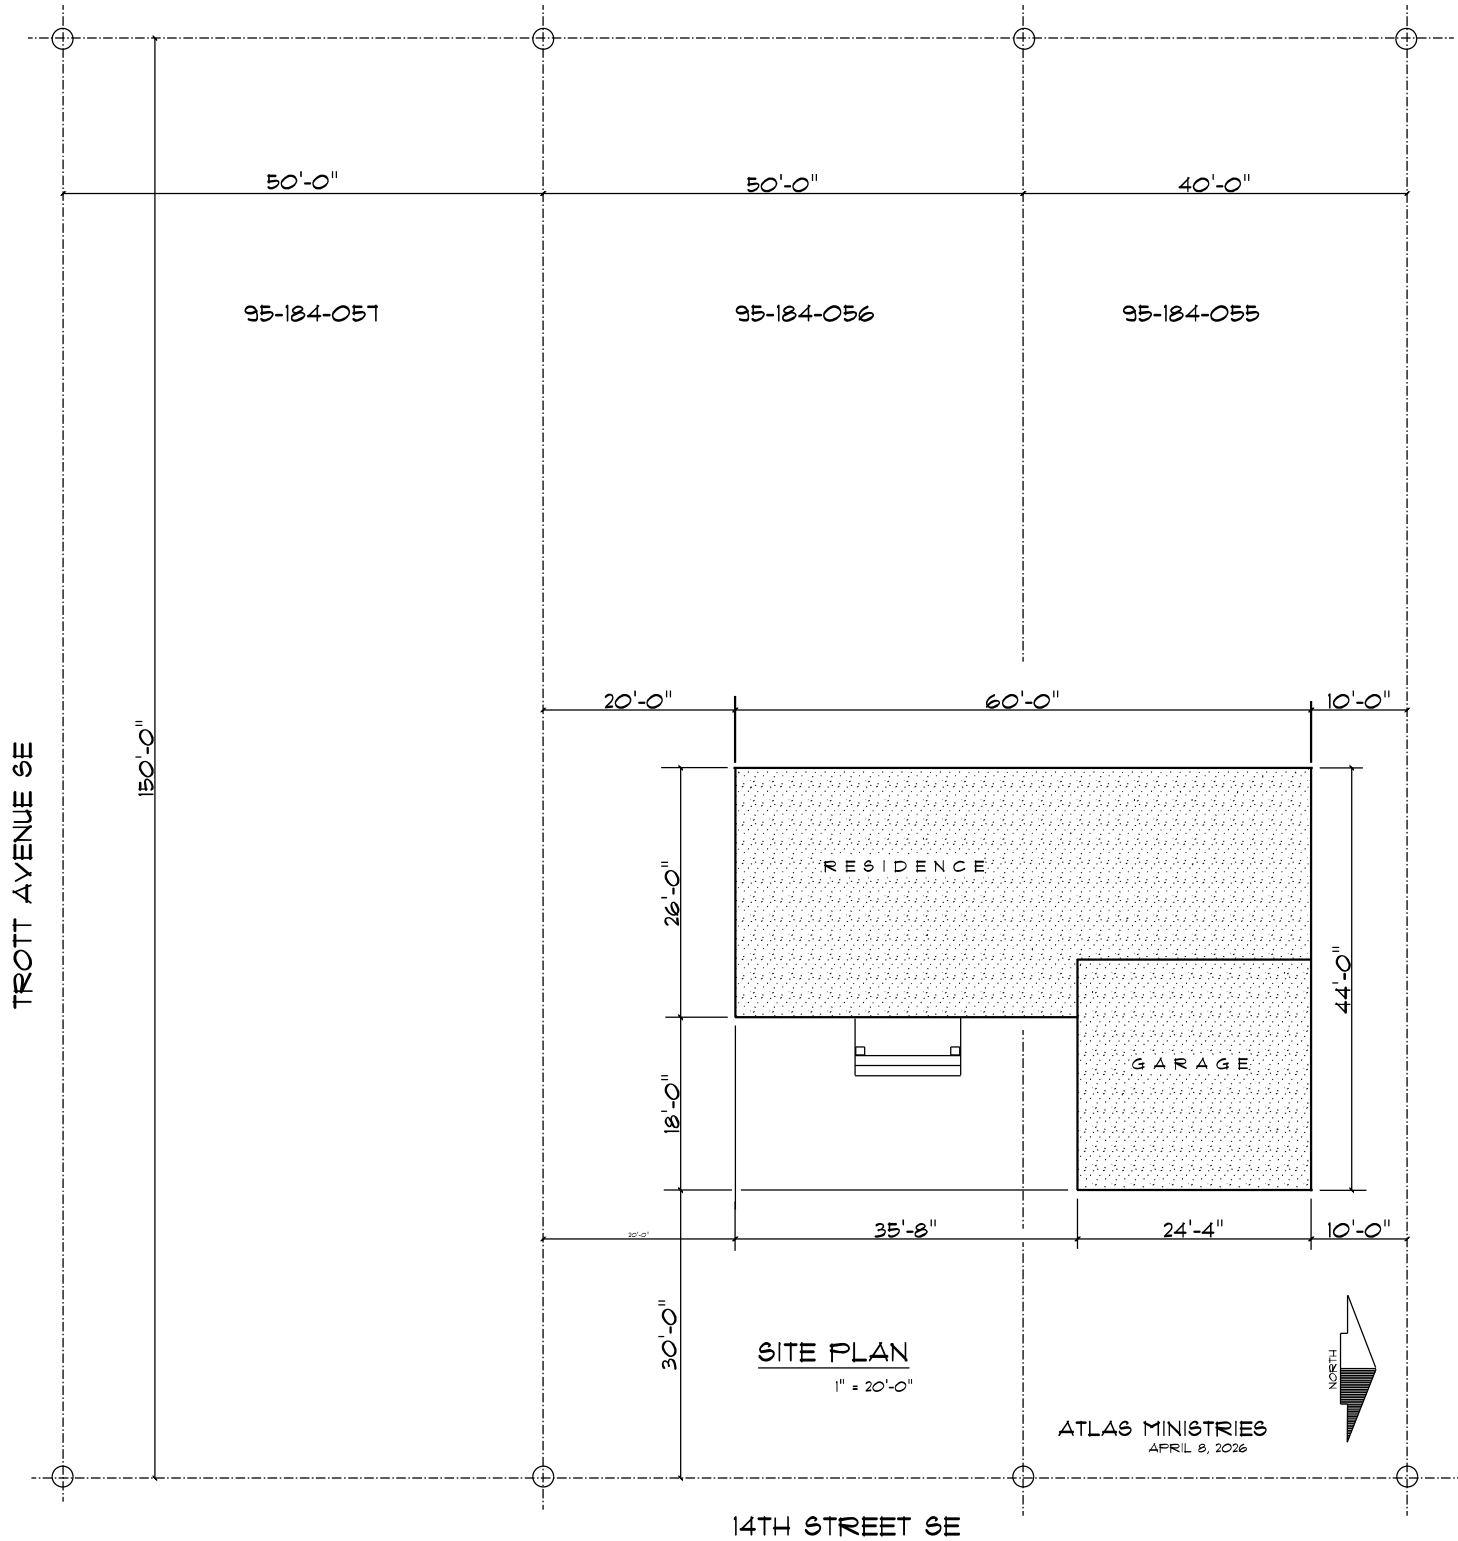 50'-0"
50'-0"
40'-0"
95-184-057
95-184-056
95-184-055
20'-0"
60'-0"
10'-0"
150'-0"
TROTT AVENUE SE
RESIDENCE
26'-0"
44'-0"
GARAGE
18'-0"
20'-0"
35'-8"
24'-4"
10'-0"
30'-0"
SITE PLAN
1" = 20'-0"
NORTH
ATLAS MINISTRIES
APRIL 8, 2026
14TH STREET SE